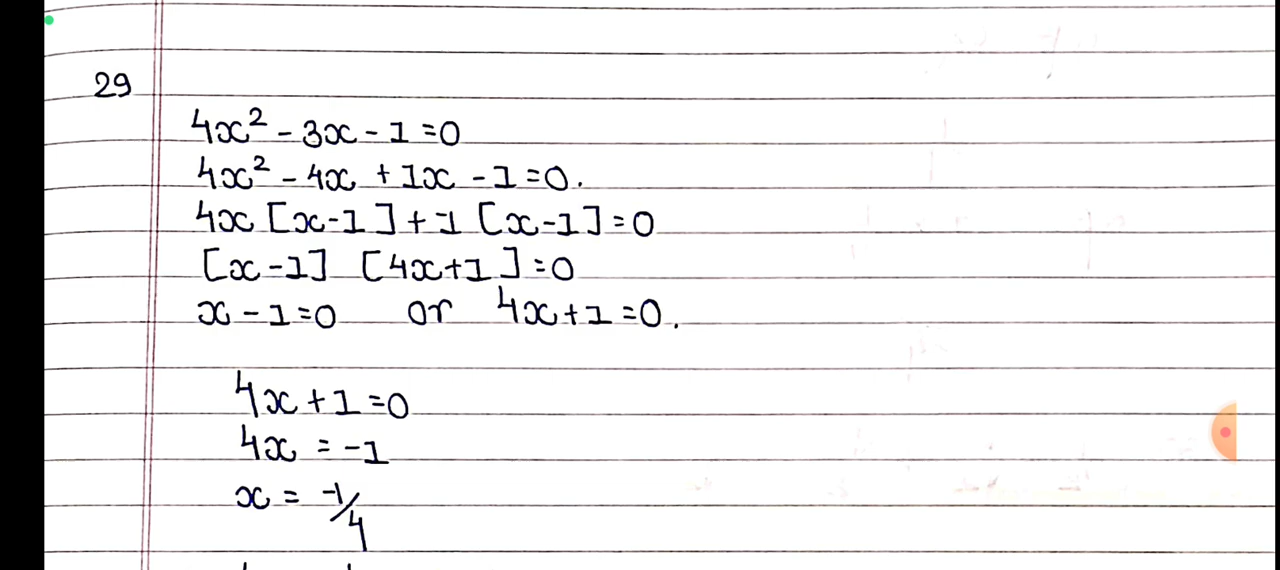 29
4x² - 3x - 1 = 0
4x² - 4x + 1x - 1 = 0.
4x [x-1] + 1 [x-1] = 0
[x-1] [4x+1] = 0
x - 1 = 0 or 4x + 1 = 0.
4x + 1 = 0
4x = -1
x = -1/4